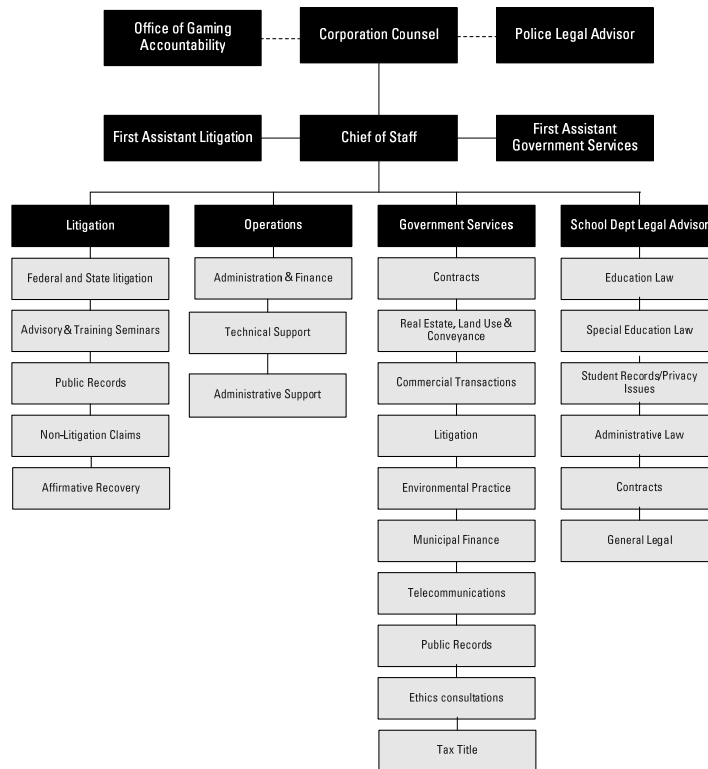 Office of Gaming
Accountability
Corporation Counsel
Police Legal Advisor
First Assistant Litigation
Chief of Staff
First Assistant
Government Services
Litigation
Federal and State litigation
Advisory & Training Seminars
Public Records
Non-Litigation Claims
Affirmative Recovery
Operations
Administration & Finance
Technical Support
Administrative Support
Government Services
Contracts
Real Estate, Land Use &
Conveyance
Commercial Transactions
Litigation
Environmental Practice
Municipal Finance
Telecommunications
Public Records
Ethics consultations
Tax Title
School Dept Legal Advisor
Education Law
Special Education Law
Student Records/Privacy
Issues
Administrative Law
Contracts
General Legal